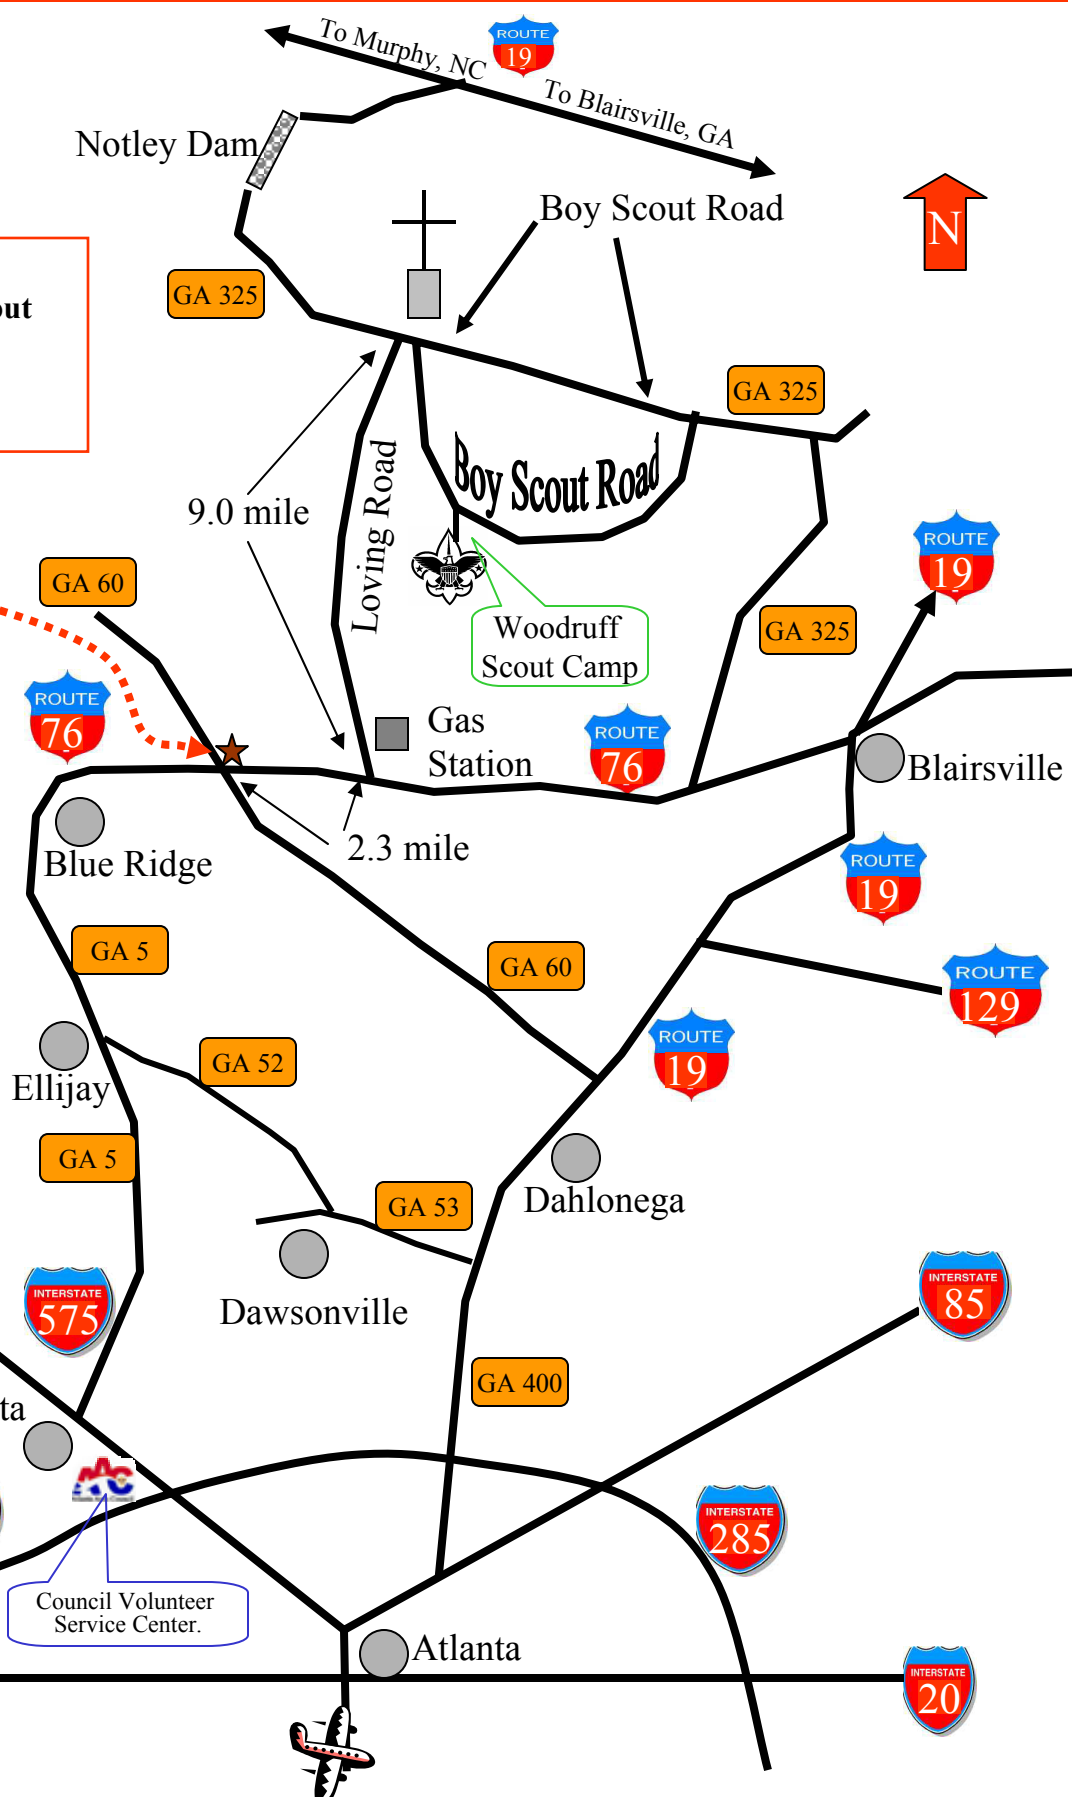 ROUTE
19
To Murphy, NC
To Blairsville, GA
Notley Dam
Boy Scout Road
N
GA 325
out
GA 325
Boy Scout Road
Loving Road
9.0 mile
ROUTE
19
GA 60
Woodruff
Scout Camp
GA 325
ROUTE
76
Gas
Station
ROUTE
76
Blairsville
2.3 mile
Blue Ridge
ROUTE
19
GA 5
GA 60
ROUTE
129
ROUTE
19
GA 52
Ellijay
GA 5
Dahlonega
GA 53
INTERSTATE
575
Dawsonville
INTERSTATE
85
GA 400
ta
AAC
INTERSTATE
285
Council Volunteer
Service Center.
Atlanta
INTERSTATE
20